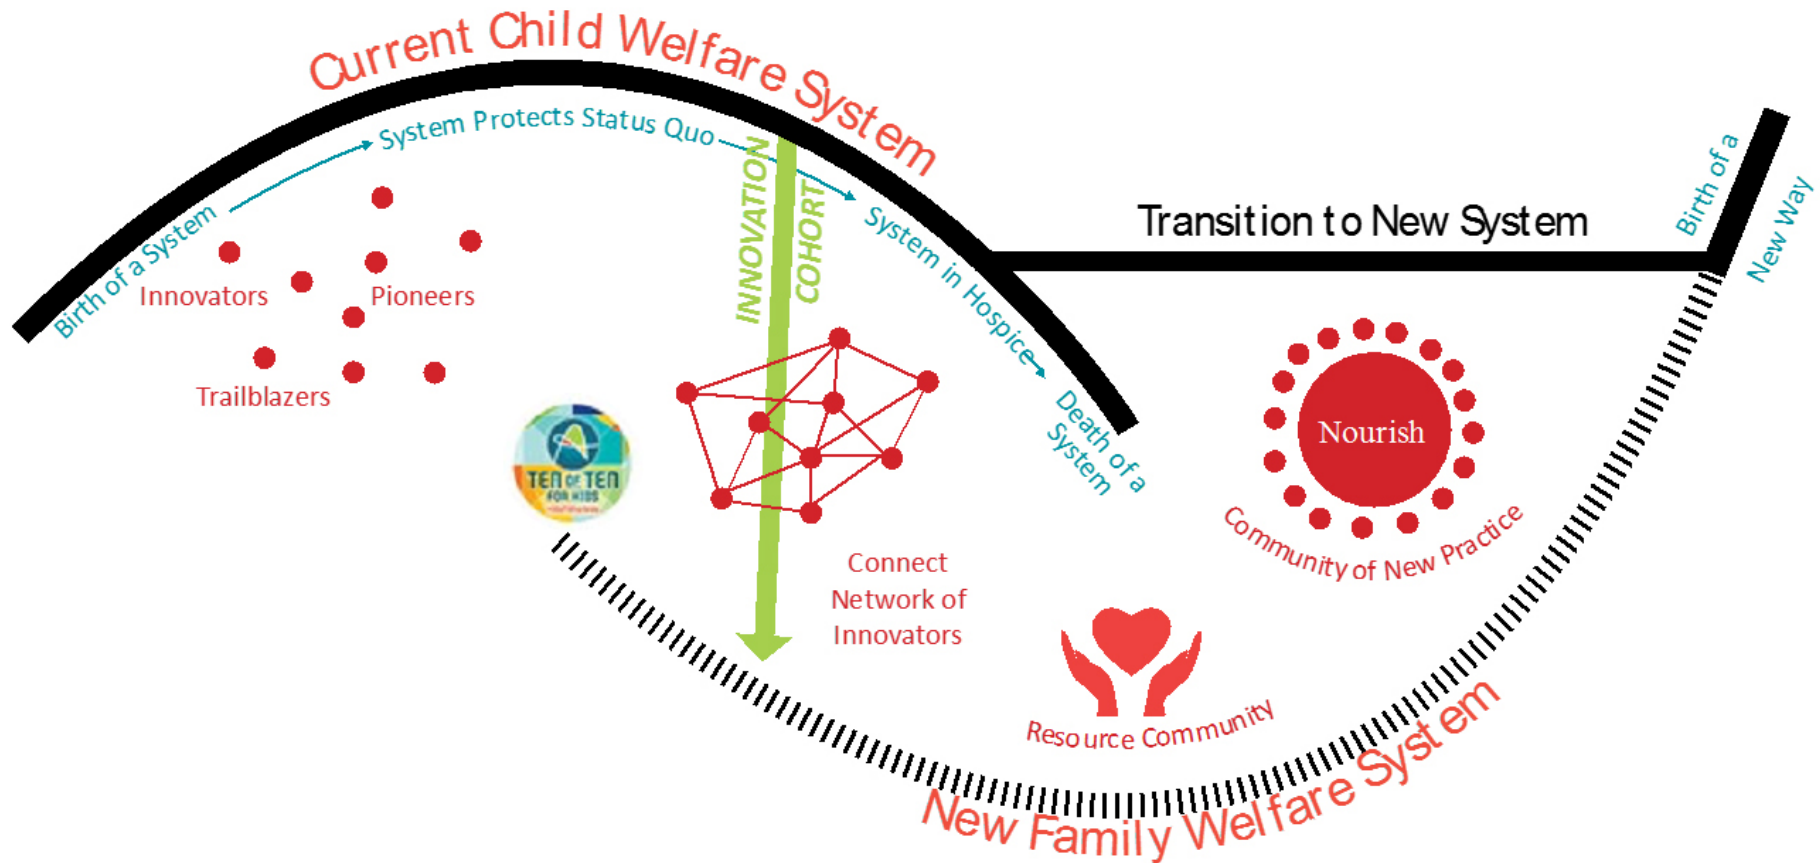 Current Child Welfare System
System Protects Status Quo
Birth of a System
Innovators
Pioneers
Trailblazers
INNOVATION
COHORT
System in Hospice
Death of a
System
Transition to New System
Birth of a
New Way
TEN OF TEN
FOR KIDS
Nourish
Community of New Practice
Connect
Network of
Innovators
Resource Community
New Family Welfare System